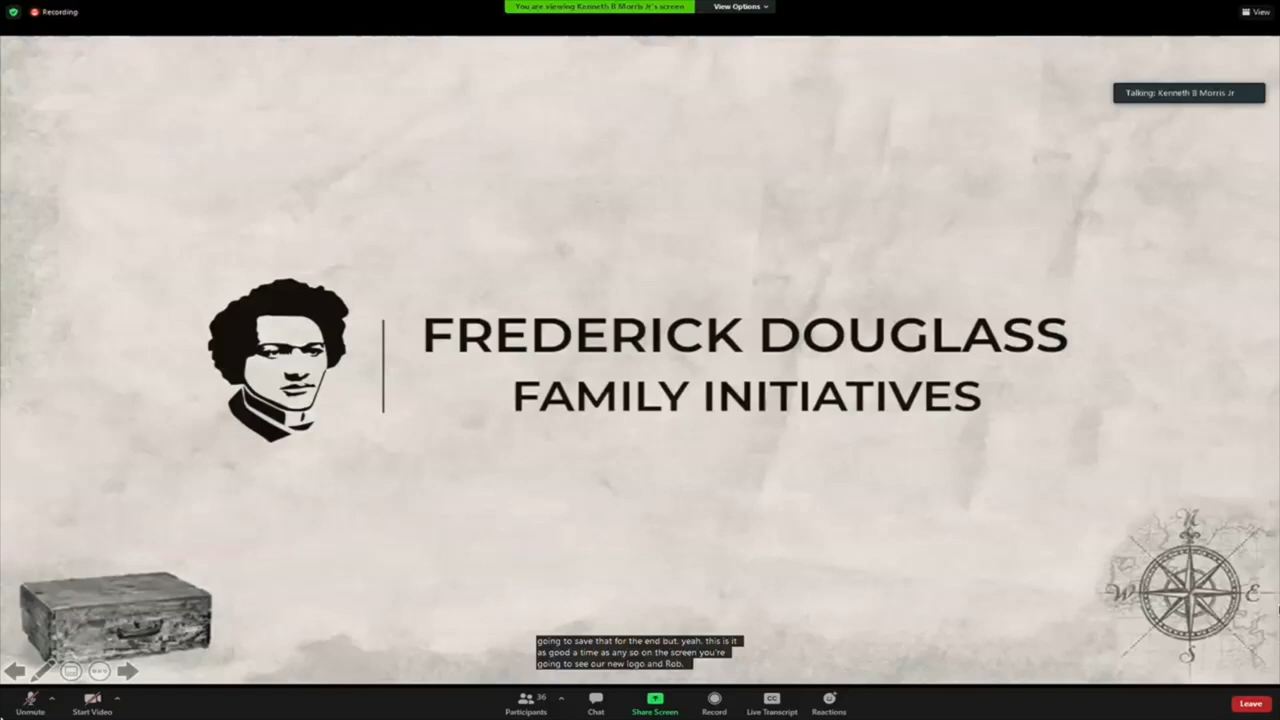 Recording
You are viewing Kenneth B Morris Jr's screen
View Options
View
Talking: Kenneth B Morris Jr
FREDERICK DOUGLASS
FAMILY INITIATIVES
N
W
E
S
going to save that for the end but. yeah. this is it
as good a time as any so on the screen you're
going to see our new logo and Rob.
Unmute
Start Video
Participants
36
Chat
Share Screen
Record
CC
Live Transcript
Reactions
Leave